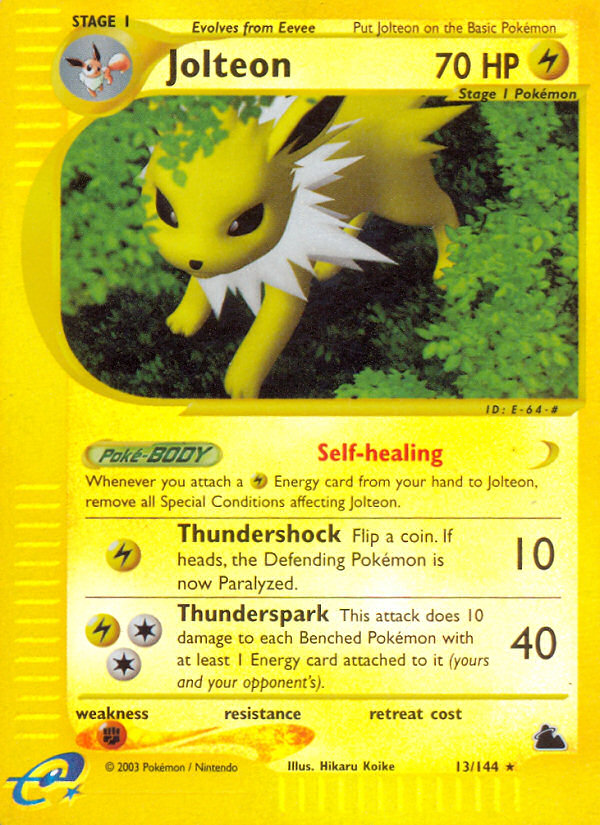 STAGE 1
Evolves from Eevee
Put Jolteon on the Basic Pokémon
Jolteon
70 HP
Stage 1 Pokémon
ID: E-64-#
Poké-BODY
Self-healing
Whenever you attach a Energy card from your hand to Jolteon,
remove all Special Conditions affecting Jolteon.
Thundershock Flip a coin. If
heads, the Defending Pokémon is
now Paralyzed.
10
Thunderspark This attack does 10
damage to each Benched Pokémon with
at least 1 Energy card attached to it (yours
and your opponent's).
40
weakness
resistance
retreat cost
© 2003 Pokémon / Nintendo
Illus. Hikaru Koike
13/144 ★
e